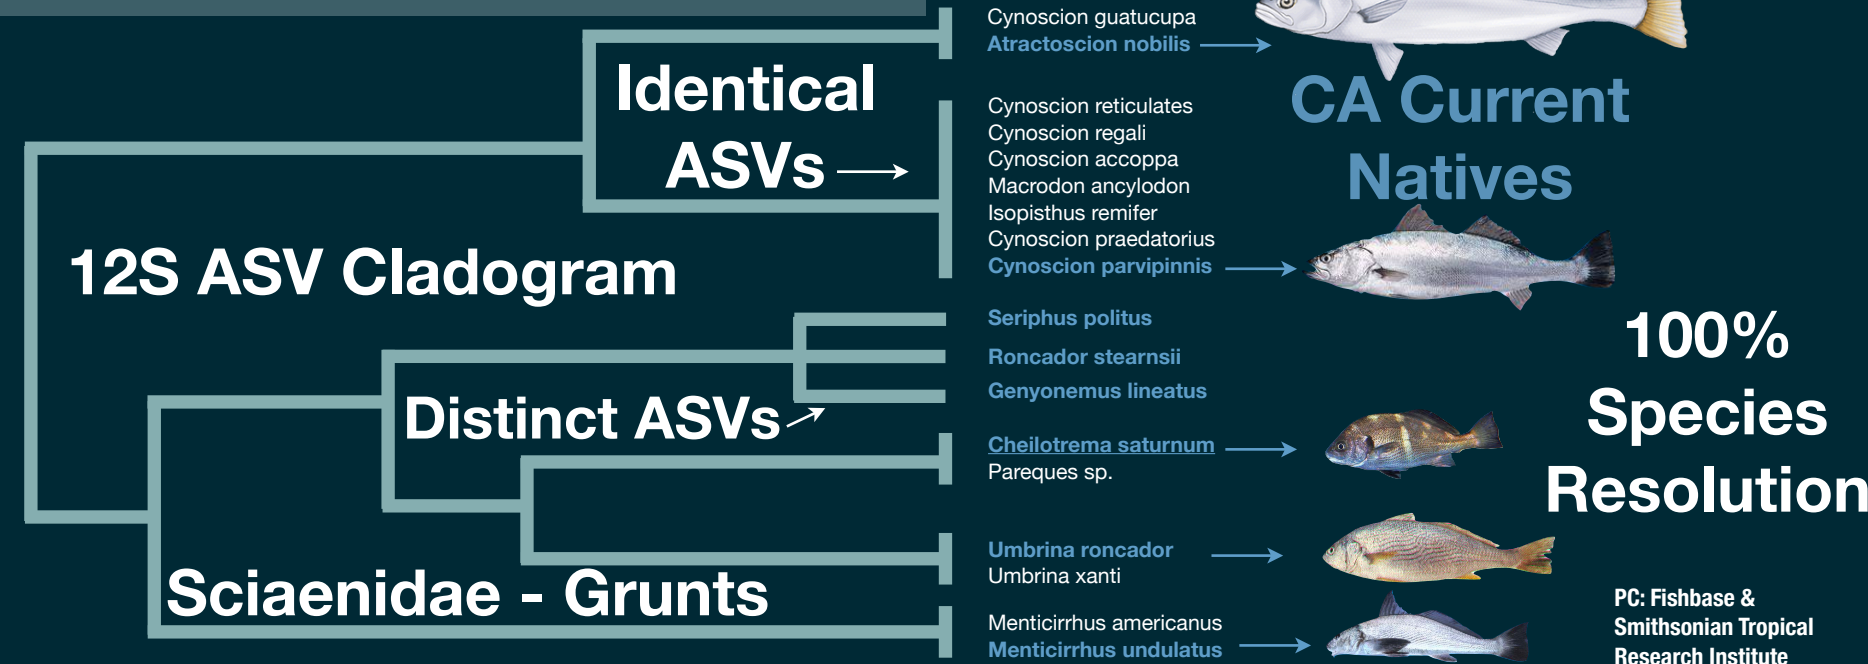 Cynoscion guatucupa
Atractoscion nobilis
Identical
ASVs
CA Current
Natives
Cynoscion reticulates
Cynoscion regali
Cynoscion accoppa
Macrodon ancylodon
Isopisthus remifer
Cynoscion praedatorius
Cynoscion parvipinnis
12S ASV Cladogram
Seriphus politus
Roncador stearnsii
Genyonemus lineatus
Distinct ASVs
100%
Species
Resolution
Cheilotrema saturnum
Pareques sp.
Umbrina roncador
Umbrina xanti
Sciaenidae - Grunts
Menticirrhus americanus
Menticirrhus undulatus
PC: Fishbase &
Smithsonian Tropical
Research Institute